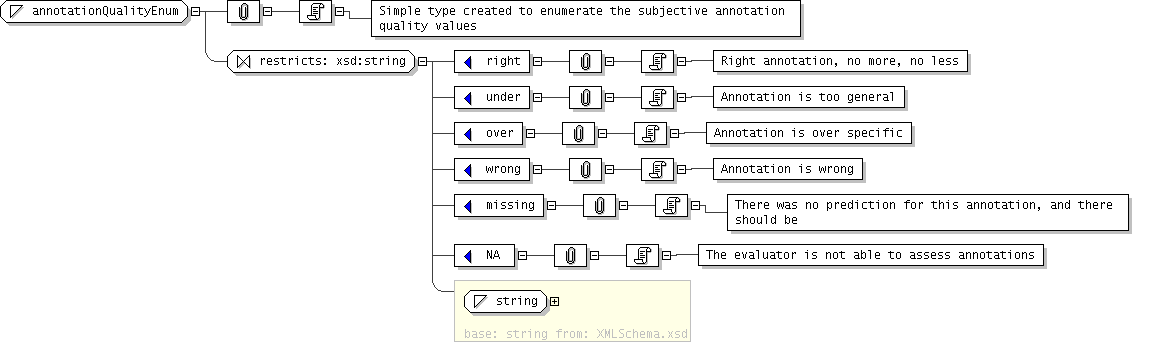 annotationQualityEnum
Simple type created to enumerate the subjective annotation
quality values
restricts: xsd:string
right
Right annotation, no more, no less
under
Annotation is too general
over
Annotation is over specific
wrong
Annotation is wrong
missing
There was no prediction for this annotation, and there
should be
NA
The evaluator is not able to assess annotations
string
base: string from: XMLSchema.xsd